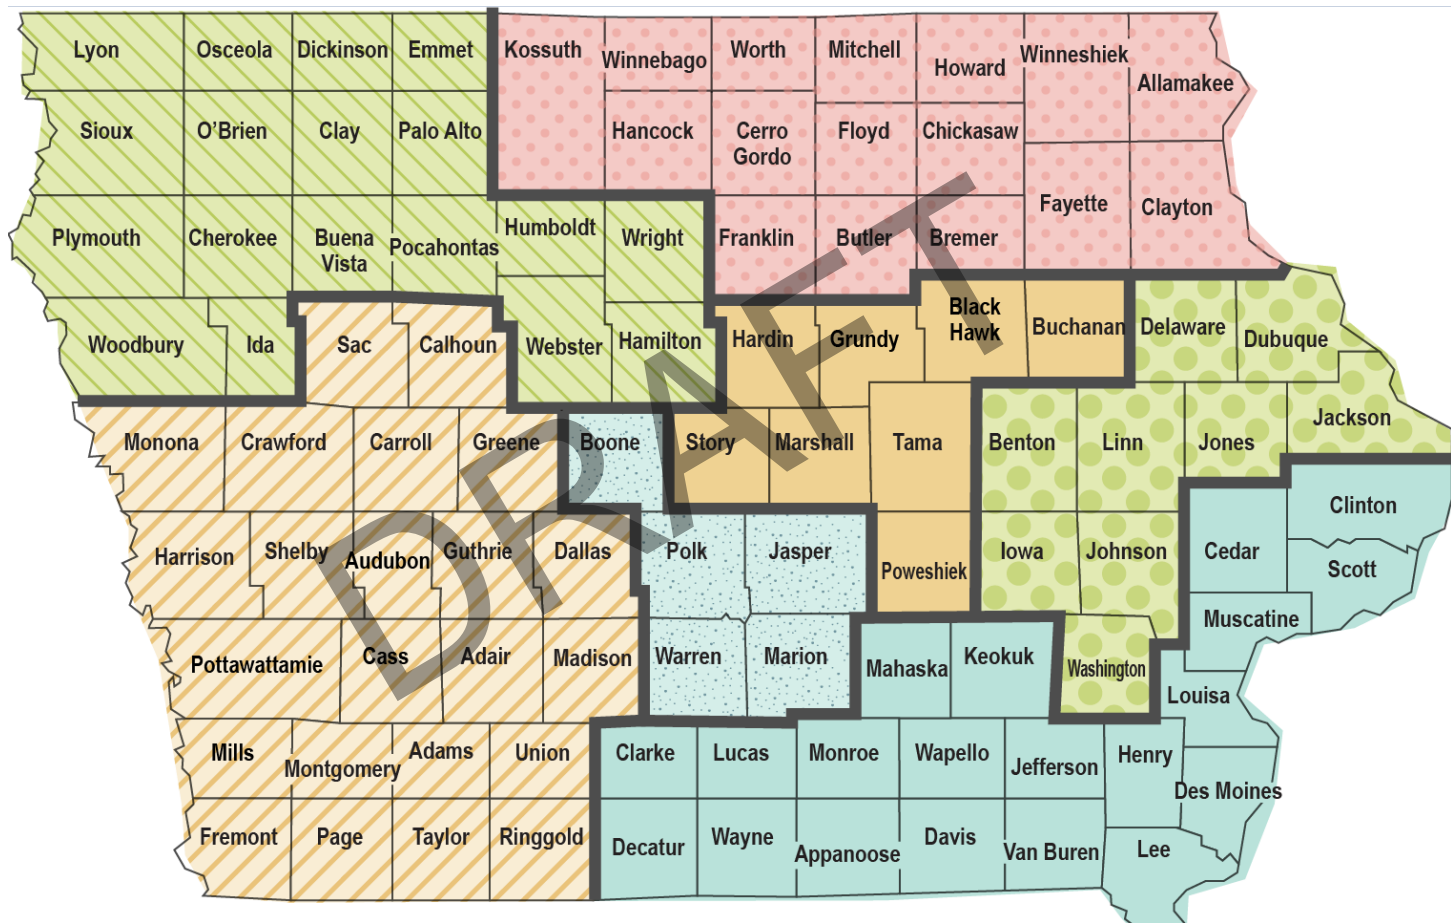 Lyon
Osceola
Dickinson
Emmet
Kossuth
Winnebago
Worth
Mitchell
Howard
Winneshiek
Allamakee
Sioux
O'Brien
Clay
Palo Alto
Hancock
Cerro
Gordo
Floyd
Chickasaw
Fayette
Clayton
Plymouth
Cherokee
Buena
Vista
Pocahontas
Humboldt
Wright
Franklin
Butler
Bremer
Woodbury
Ida
Sac
Calhoun
Webster
Hamilton
Hardin
Grundy
Black
Hawk
Buchanan
Delaware
Dubuque
Monona
Crawford
Carroll
Greene
Boone
Story
Marshall
Tama
Benton
Linn
Jones
Jackson
Harrison
Shelby
Audubon
Guthrie
Dallas
Polk
Jasper
Poweshiek
Iowa
Johnson
Cedar
Clinton
Scott
Muscatine
Pottawattamie
Cass
Adair
Madison
Warren
Marion
Mahaska
Keokuk
Washington
Louisa
Mills
Montgomery
Adams
Union
Clarke
Lucas
Monroe
Wapello
Jefferson
Henry
Des Moines
Fremont
Page
Taylor
Ringgold
Decatur
Wayne
Appanoose
Davis
Van Buren
Lee
DRAFT